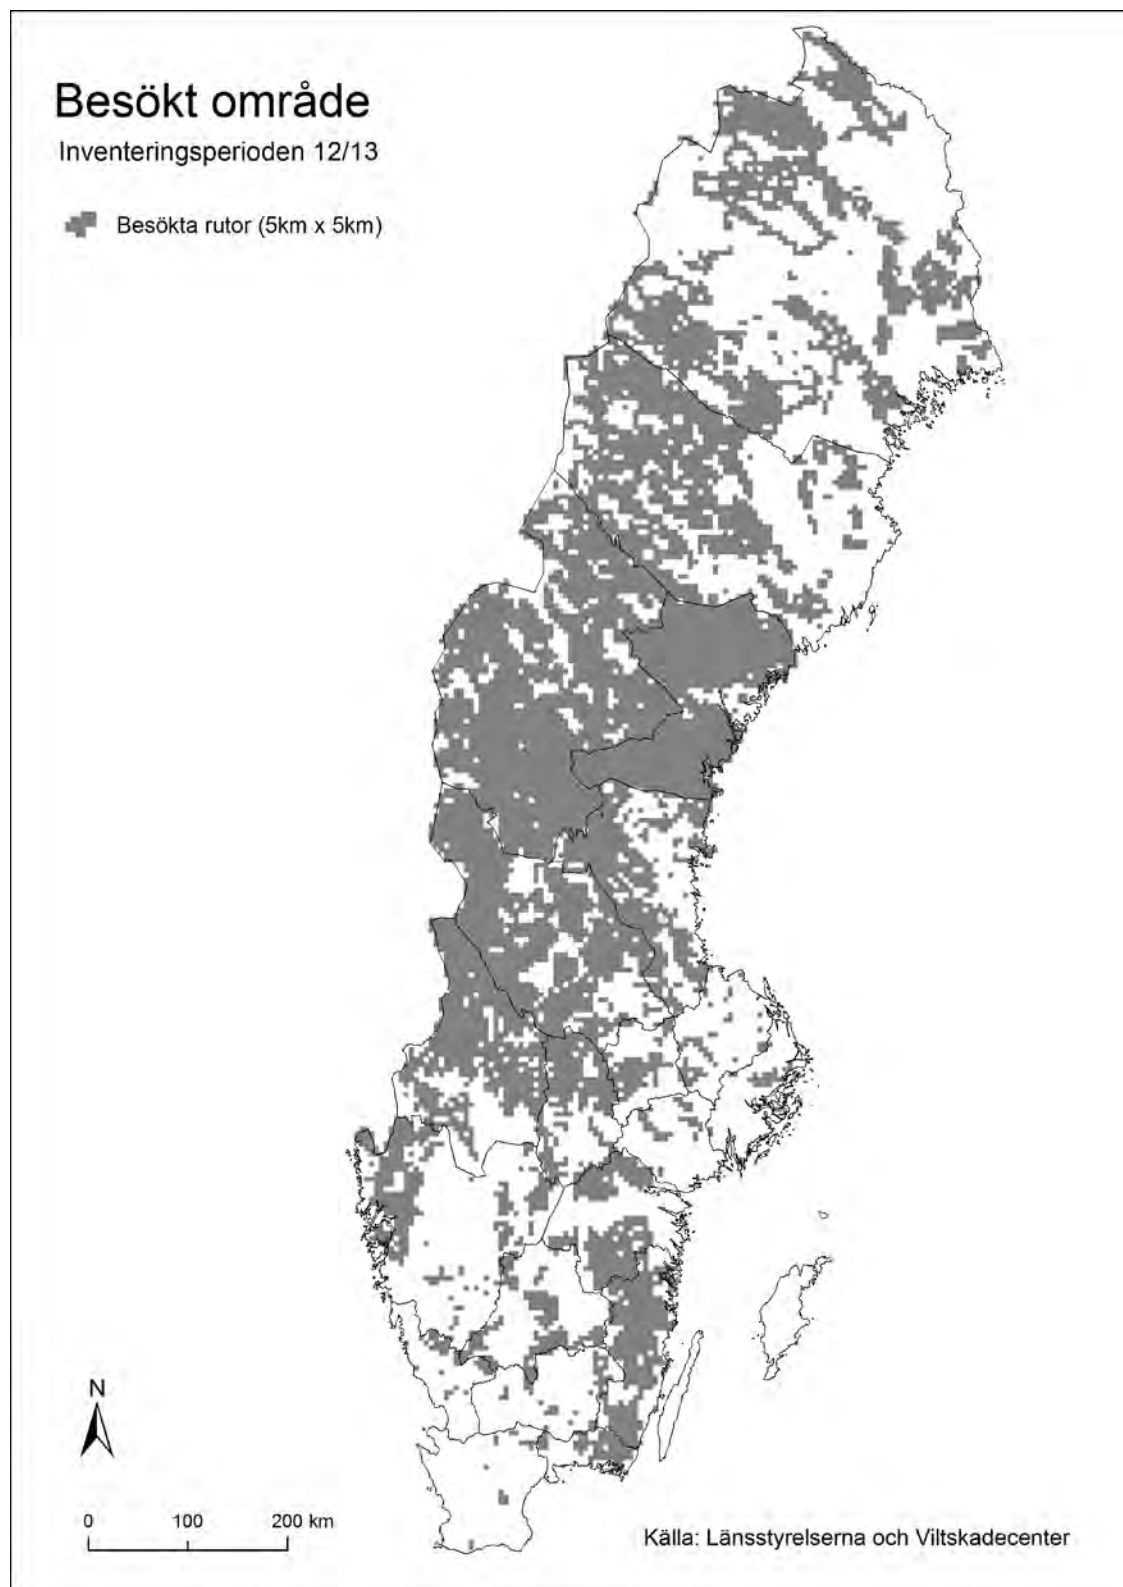 Besökt område
Inventeringsperioden 12/13
Besökta rutor (5km x 5km)
N
0 100 200 km
Källa: Länsstyrelserna och Viltskadecenter